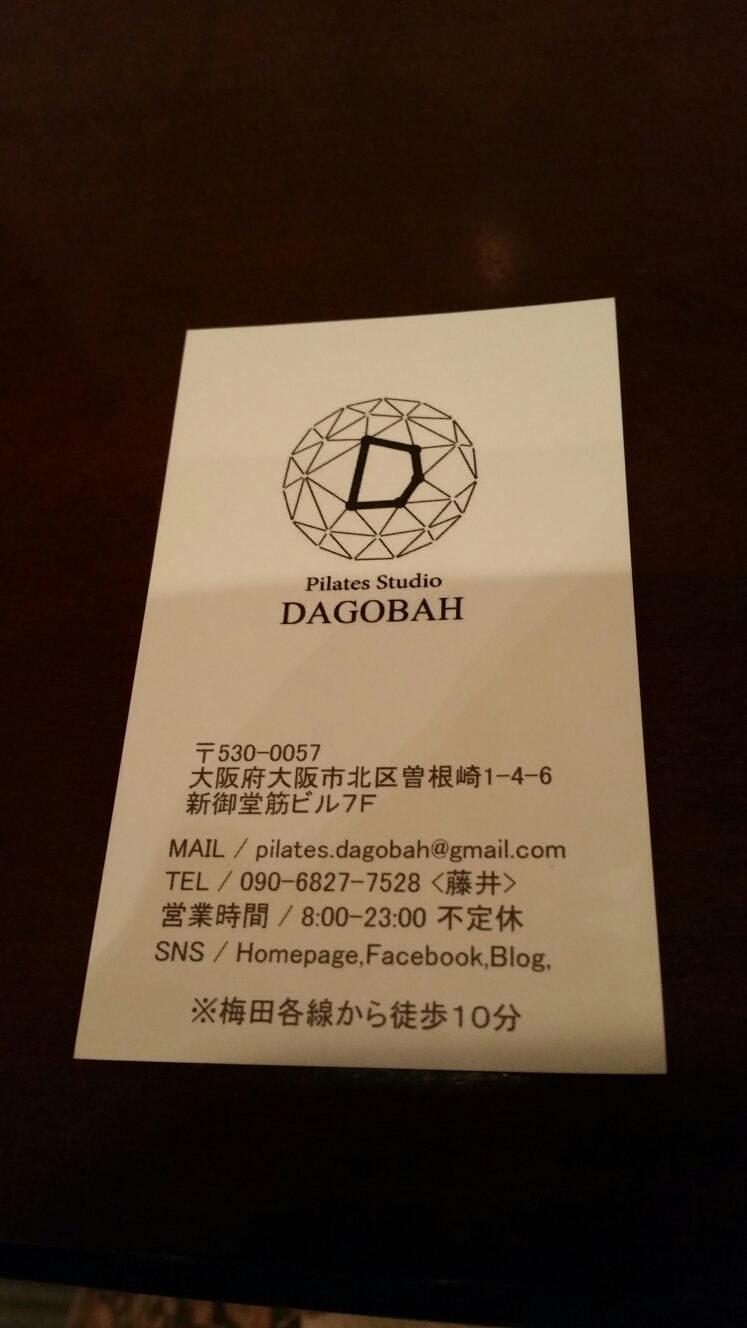 D
Pilates Studio
DAGOBAH
〒530-0057
大阪府大阪市北区曽根崎1-4-6
新御堂筋ビル7F
MAIL / pilates.dagobah@gmail.com
TEL / 090-6827-7528 <藤井>
営業時間 / 8:00-23:00 不定休
SNS / Homepage,Facebook,Blog,
※梅田各線から徒歩10分